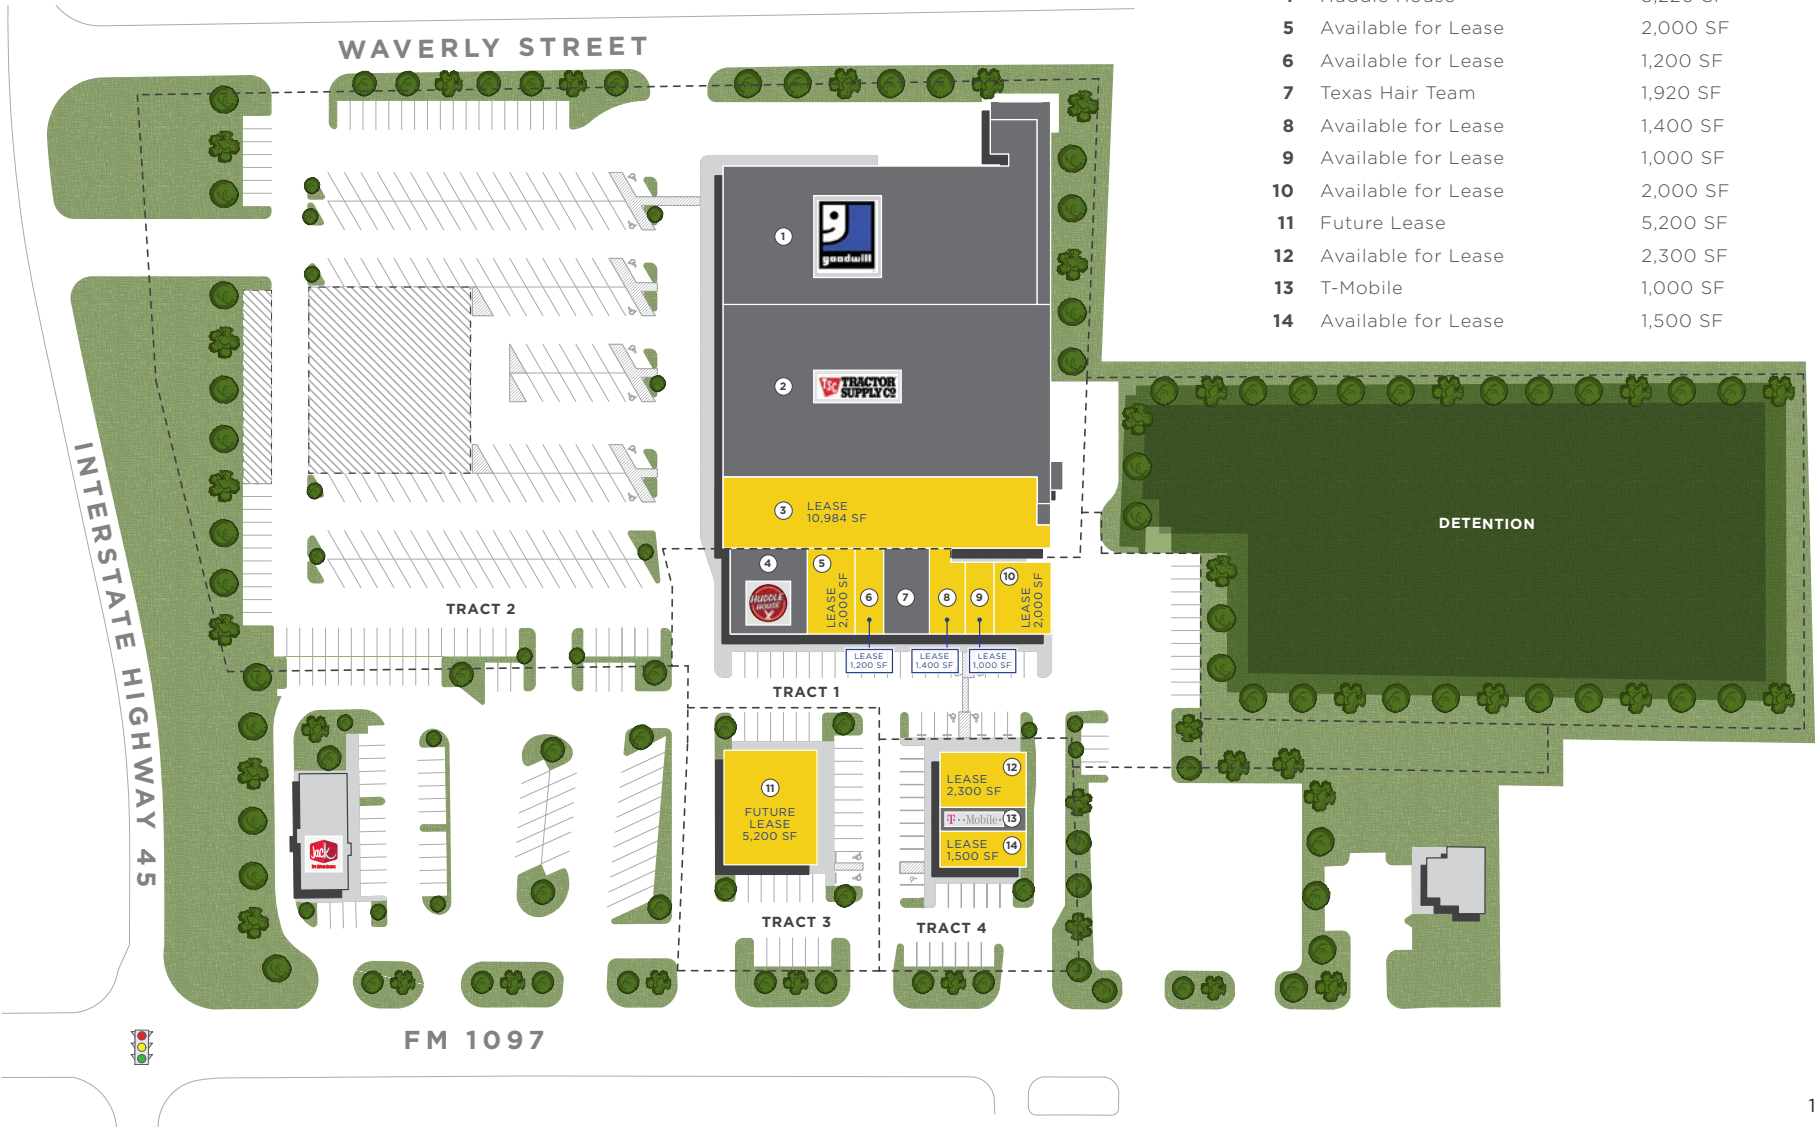 WAVERLY STREET
5 Available for Lease 2,000 SF
6 Available for Lease 1,200 SF
7 Texas Hair Team 1,920 SF
8 Available for Lease 1,400 SF
9 Available for Lease 1,000 SF
10 Available for Lease 2,000 SF
11 Future Lease 5,200 SF
12 Available for Lease 2,300 SF
13 T-Mobile 1,000 SF
14 Available for Lease 1,500 SF
1
goodwill
2
TSC TRACTOR
SUPPLY CO
3 LEASE
10,984 SF
4
HUDDLE
HOUSE
5
LEASE
2,000 SF
6
7
8
9
10
LEASE
2,000 SF
LEASE
1,200 SF
LEASE
1,400 SF
LEASE
1,000 SF
DETENTION
INTERSTATE HIGHWAY 45
TRACT 2
TRACT 1
Jack
in the box
11
FUTURE
LEASE
5,200 SF
12
LEASE
2,300 SF
T··Mobile· 13
LEASE
1,500 SF
14
TRACT 3
TRACT 4
FM 1097
1